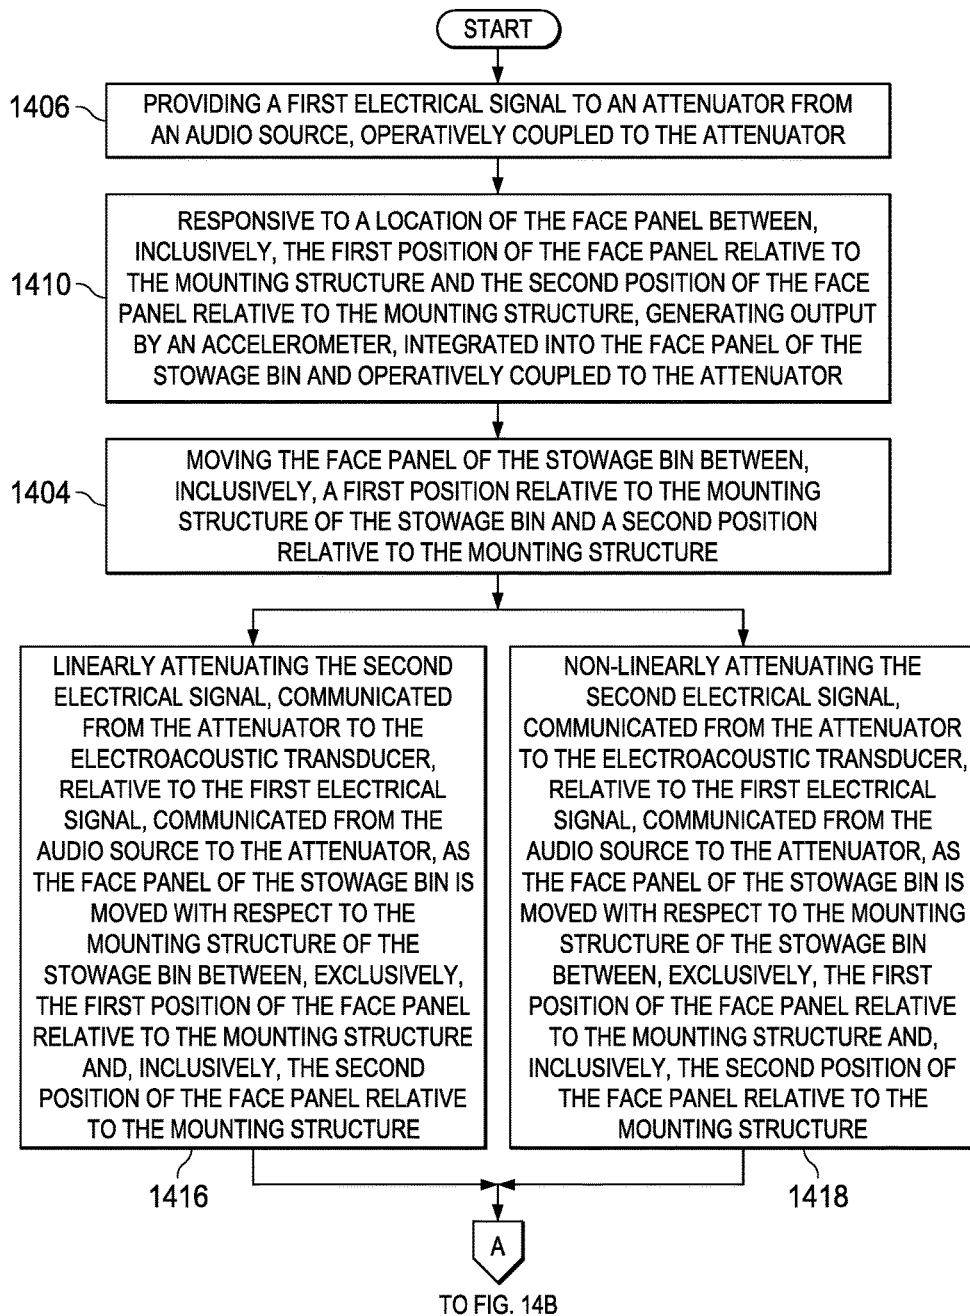 START
1406
PROVIDING A FIRST ELECTRICAL SIGNAL TO AN ATTENUATOR FROM
AN AUDIO SOURCE, OPERATIVELY COUPLED TO THE ATTENUATOR
1410
RESPONSIVE TO A LOCATION OF THE FACE PANEL BETWEEN,
INCLUSIVELY, THE FIRST POSITION OF THE FACE PANEL RELATIVE TO
THE MOUNTING STRUCTURE AND THE SECOND POSITION OF THE FACE
PANEL RELATIVE TO THE MOUNTING STRUCTURE, GENERATING OUTPUT
BY AN ACCELEROMETER, INTEGRATED INTO THE FACE PANEL OF THE
STOWAGE BIN AND OPERATIVELY COUPLED TO THE ATTENUATOR
1404
MOVING THE FACE PANEL OF THE STOWAGE BIN BETWEEN,
INCLUSIVELY, A FIRST POSITION RELATIVE TO THE MOUNTING
STRUCTURE OF THE STOWAGE BIN AND A SECOND POSITION
RELATIVE TO THE MOUNTING STRUCTURE
LINEARLY ATTENUATING THE SECOND
ELECTRICAL SIGNAL, COMMUNICATED
FROM THE ATTENUATOR TO THE
ELECTROACOUSTIC TRANSDUCER,
RELATIVE TO THE FIRST ELECTRICAL
SIGNAL, COMMUNICATED FROM THE
AUDIO SOURCE TO THE ATTENUATOR, AS
THE FACE PANEL OF THE STOWAGE BIN IS
MOVED WITH RESPECT TO THE
MOUNTING STRUCTURE OF THE
STOWAGE BIN BETWEEN, EXCLUSIVELY,
THE FIRST POSITION OF THE FACE PANEL
RELATIVE TO THE MOUNTING STRUCTURE
AND, INCLUSIVELY, THE SECOND
POSITION OF THE FACE PANEL RELATIVE
TO THE MOUNTING STRUCTURE
1416
NON-LINEARLY ATTENUATING THE
SECOND ELECTRICAL SIGNAL,
COMMUNICATED FROM THE ATTENUATOR
TO THE ELECTROACOUSTIC TRANSDUCER,
RELATIVE TO THE FIRST ELECTRICAL
SIGNAL, COMMUNICATED FROM THE
AUDIO SOURCE TO THE ATTENUATOR, AS
THE FACE PANEL OF THE STOWAGE BIN IS
MOVED WITH RESPECT TO THE MOUNTING
STRUCTURE OF THE STOWAGE BIN
BETWEEN, EXCLUSIVELY, THE FIRST
POSITION OF THE FACE PANEL RELATIVE
TO THE MOUNTING STRUCTURE AND,
INCLUSIVELY, THE SECOND POSITION OF
THE FACE PANEL RELATIVE TO THE
MOUNTING STRUCTURE
1418
A
TO FIG. 14B